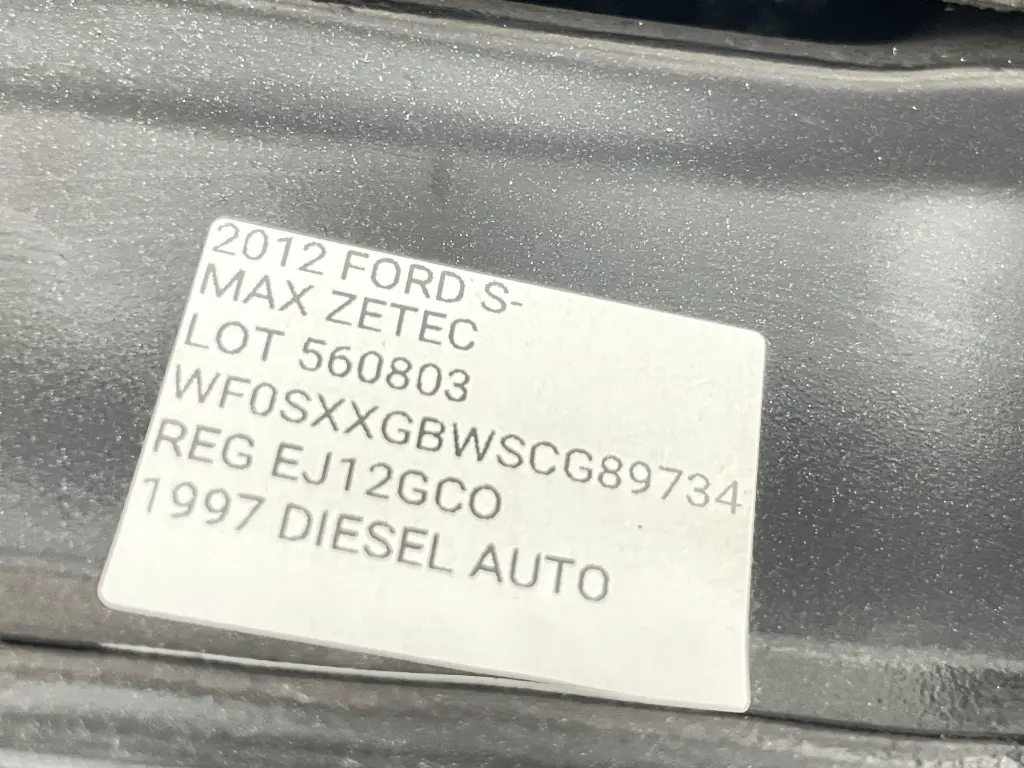 2012 FORD S-
MAX ZETEC
LOT 560803
WF0SXXGBWSCG89734
REG EJ12GCO
1997 DIESEL AUTO